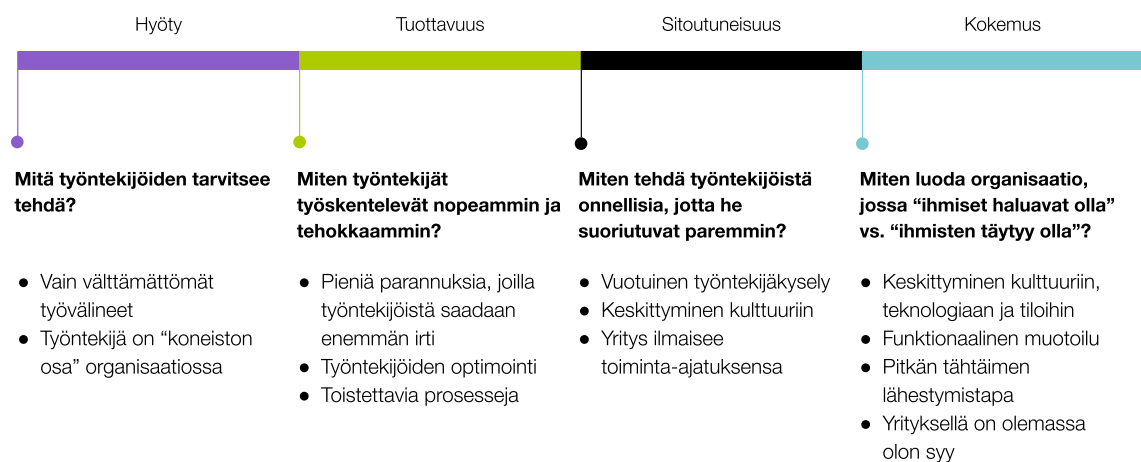 Hyöty
Tuottavuus
Sitoutuneisuus
Kokemus
Mitä työntekijöiden tarvitsee
tehdä?
● Vain välttämättömät
työvälineet
● Työntekijä on “koneiston
osa” organisaatiossa
Miten työntekijät
työskentelevät nopeammin ja
tehokkaammin?
● Pieniä parannuksia, joilla
työntekijöistä saadaan
enemmän irti
● Työntekijöiden optimointi
● Toistettavia prosesseja
Miten tehdä työntekijöistä
onnellisia, jotta he
suoriutuvat paremmin?
● Vuotuinen työntekijäkysely
● Keskittyminen kulttuuriin
● Yritys ilmaisee
toiminta-ajatuksensa
Miten luoda organisaatio,
jossa “ihmiset haluavat olla”
vs. “ihmisten täytyy olla”?
● Keskittyminen kulttuuriin,
teknologiaan ja tiloihin
● Funktionaalinen muotoilu
● Pitkän tähtäimen
lähestymistapa
● Yrityksellä on olemassa
olon syy